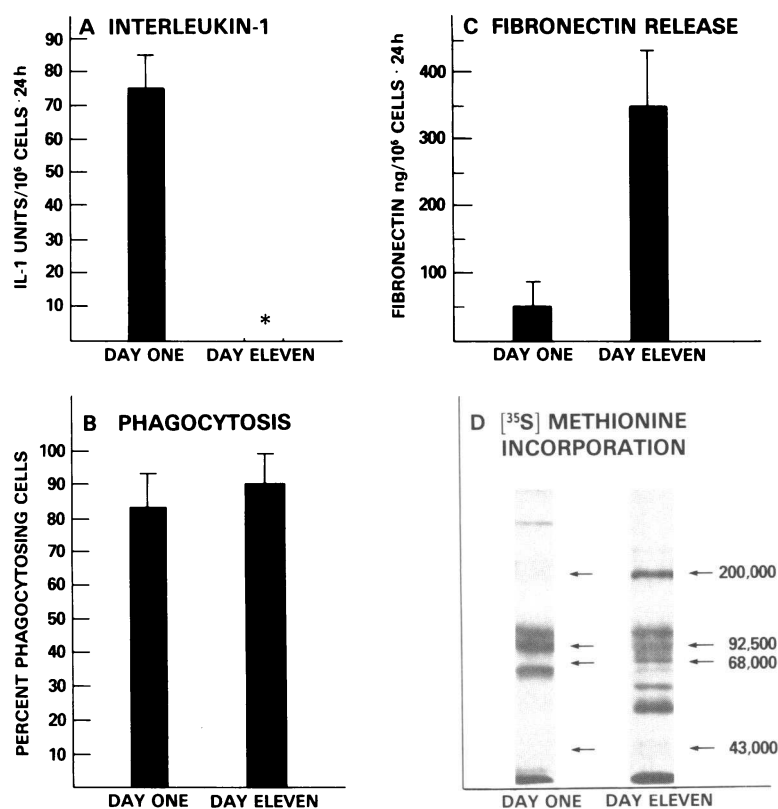 A INTERLEUKIN-1
IL-1 UNITS/10⁶ CELLS·24h
90
80
70
60
50
40
30
20
10
*
DAY ONE
DAY ELEVEN
C FIBRONECTIN RELEASE
FIBRONECTIN ng/10⁶ CELLS·24h
400
300
200
100
DAY ONE
DAY ELEVEN
B PHAGOCYTOSIS
PERCENT PHAGOCYTOSING CELLS
100
90
80
70
60
50
40
30
20
10
DAY ONE
DAY ELEVEN
D [³⁵S] METHIONINE
INCORPORATION
200,000
92,500
68,000
43,000
DAY ONE
DAY ELEVEN